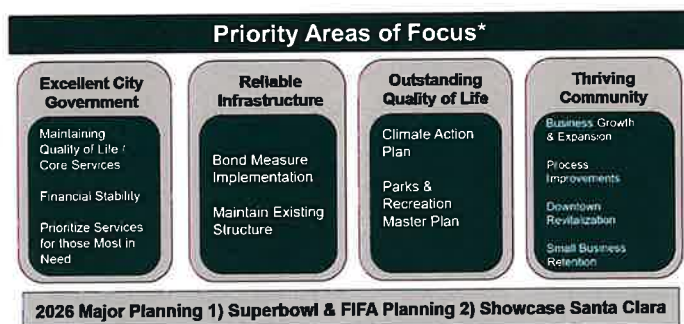 Priority Areas of Focus*
Excellent City
Government
Maintaining
Quality of Life /
Core Services
Financial Stability
Prioritize Services
for those Most in
Need
Reliable
Infrastructure
Bond Measure
Implementation
Maintain Existing
Structure
Outstanding
Quality of Life
Climate Action
Plan
Parks &
Recreation
Master Plan
Thriving
Community
Business Growth
& Expansion
Process
Improvements
Downtown
Revitalization
Small Business
Retention
2026 Major Planning 1) Superbowl & FIFA Planning 2) Showcase Santa Clara